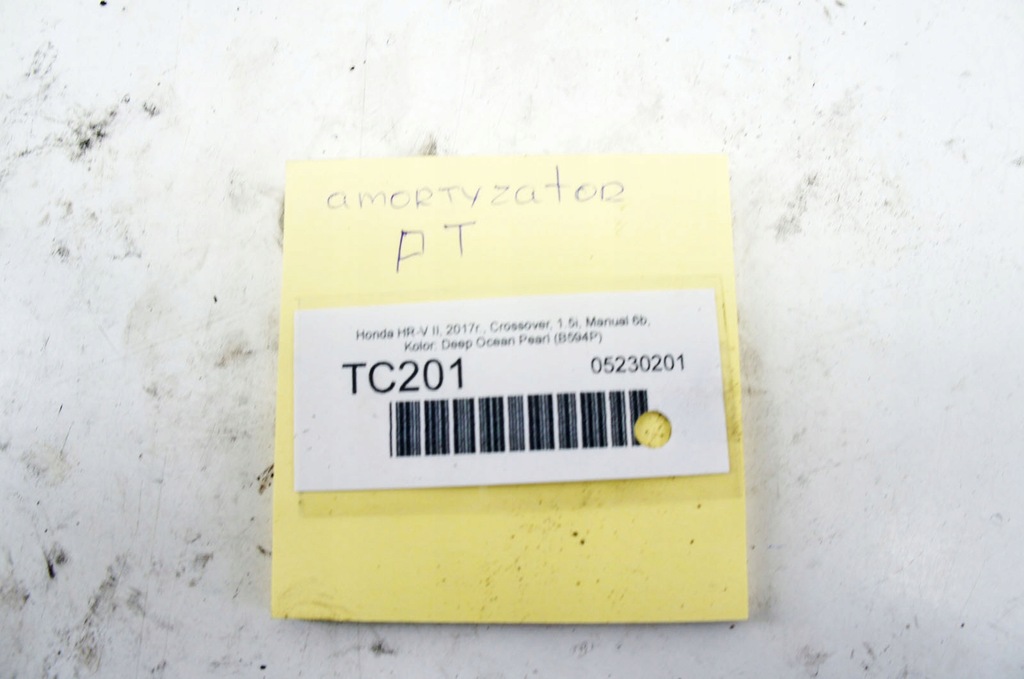 amortyzator
PT
Honda HR-V II, 2017r., Crossover, 1.5i, Manual 6b,
Kolor: Deep Ocean Pearl (B594P)
TC201 05230201